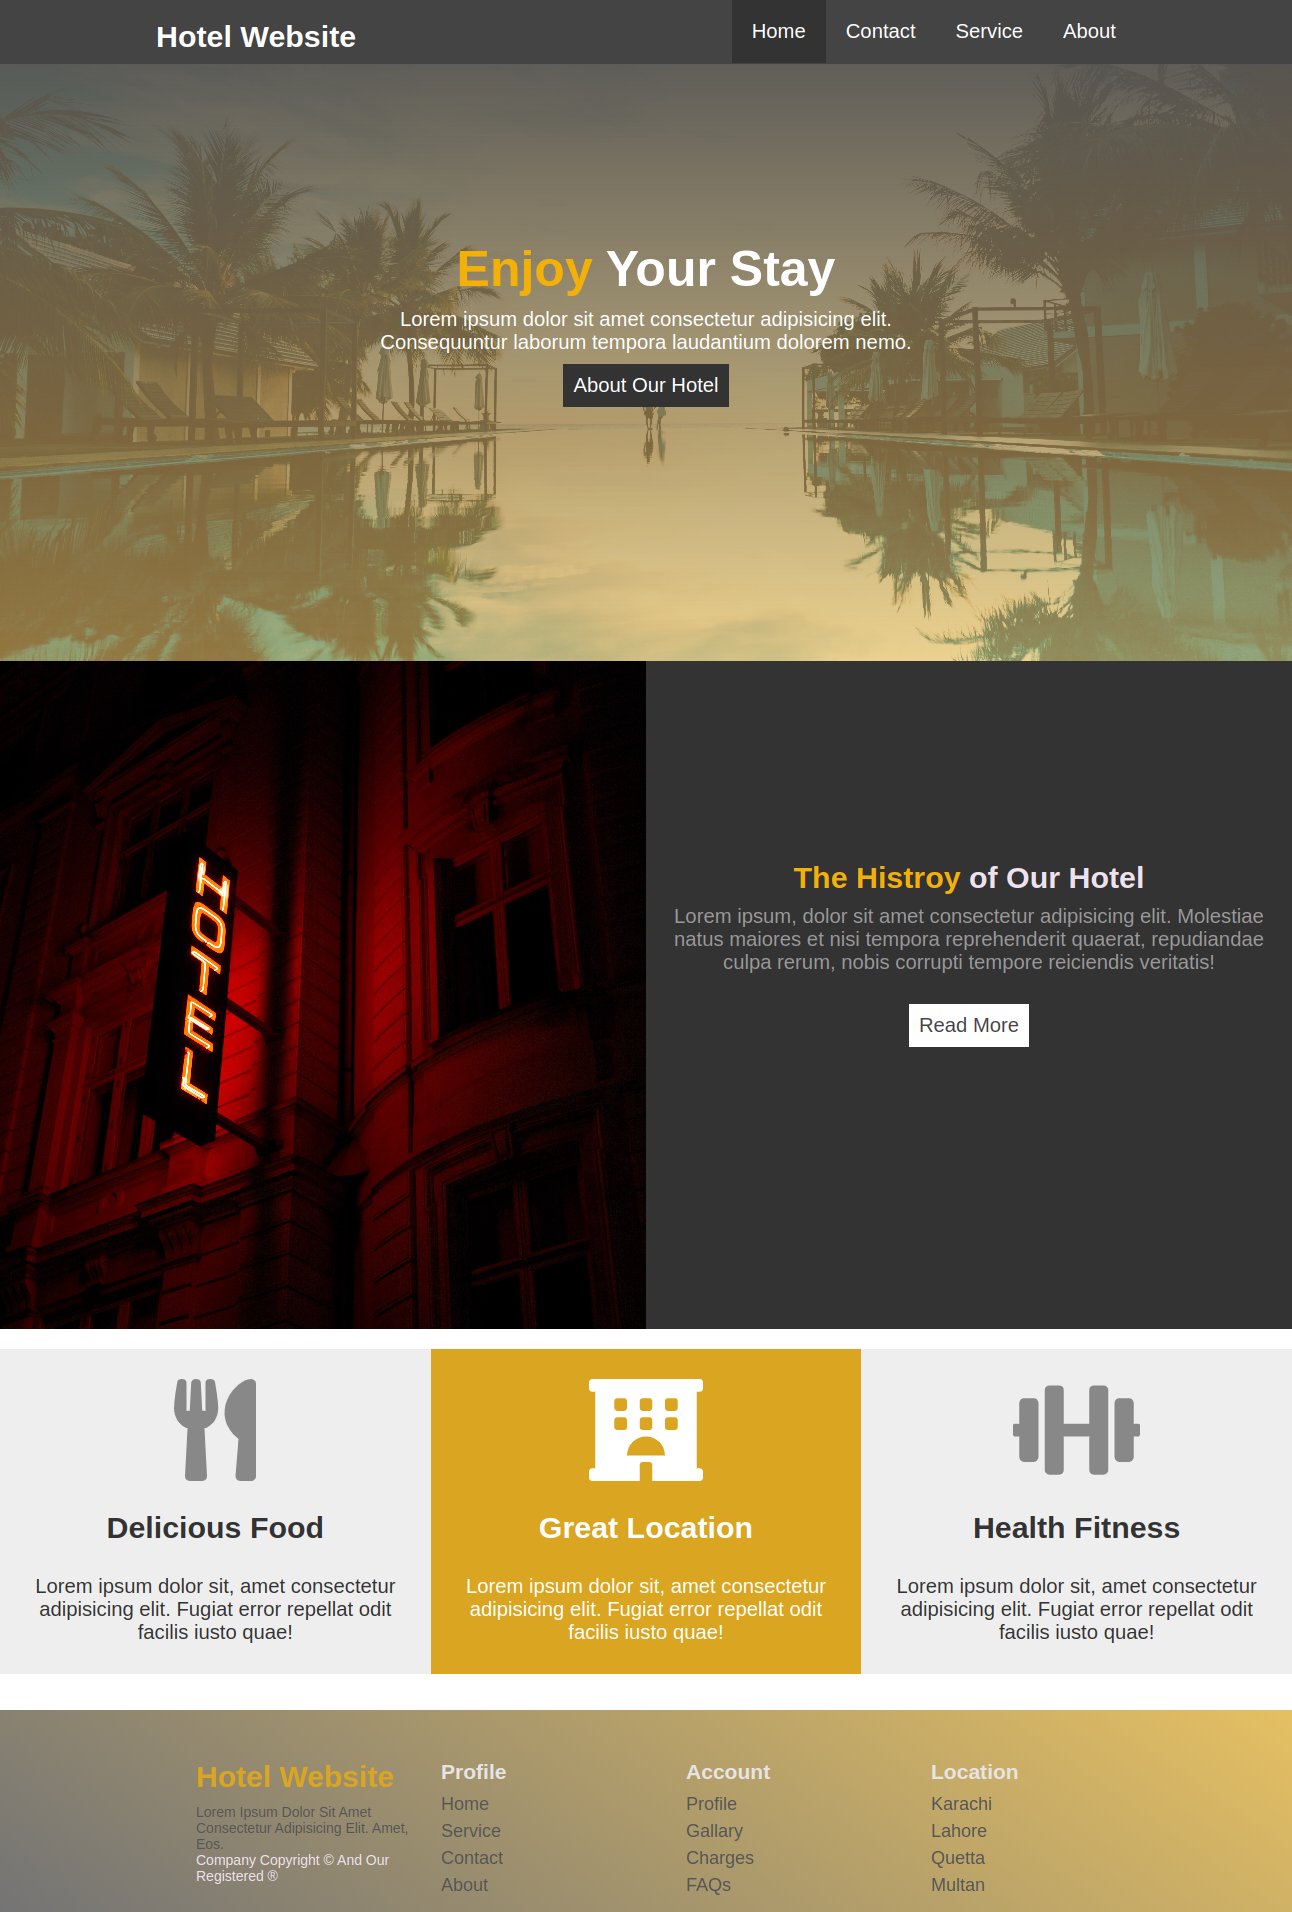 Hotel Website
Home Contact Service About
Enjoy Your Stay
Lorem ipsum dolor sit amet consectetur adipisicing elit.
Consequuntur laborum tempora laudantium dolorem nemo.
About Our Hotel
HOTEL
The Histroy of Our Hotel
Lorem ipsum, dolor sit amet consectetur adipisicing elit. Molestiae
natus maiores et nisi tempora reprehenderit quaerat, repudiandae
culpa rerum, nobis corrupti tempore reiciendis veritatis!
Read More
Delicious Food
Lorem ipsum dolor sit, amet consectetur
adipisicing elit. Fugiat error repellat odit
facilis iusto quae!
Great Location
Lorem ipsum dolor sit, amet consectetur
adipisicing elit. Fugiat error repellat odit
facilis iusto quae!
Health Fitness
Lorem ipsum dolor sit, amet consectetur
adipisicing elit. Fugiat error repellat odit
facilis iusto quae!
Hotel Website
Lorem Ipsum Dolor Sit Amet
Consectetur Adipisicing Elit. Amet,
Eos.
Company Copyright © And Our
Registered ®
Profile
Home
Service
Contact
About
Account
Profile
Gallary
Charges
FAQs
Location
Karachi
Lahore
Quetta
Multan